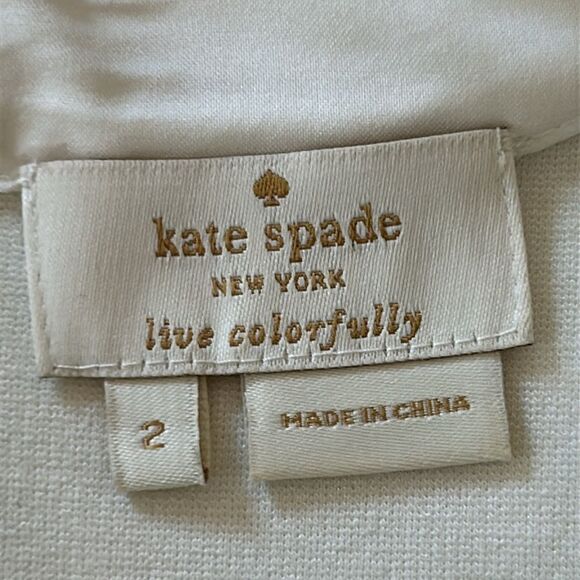 kate spade
NEW YORK
live colorfully
2
MADE IN CHINA